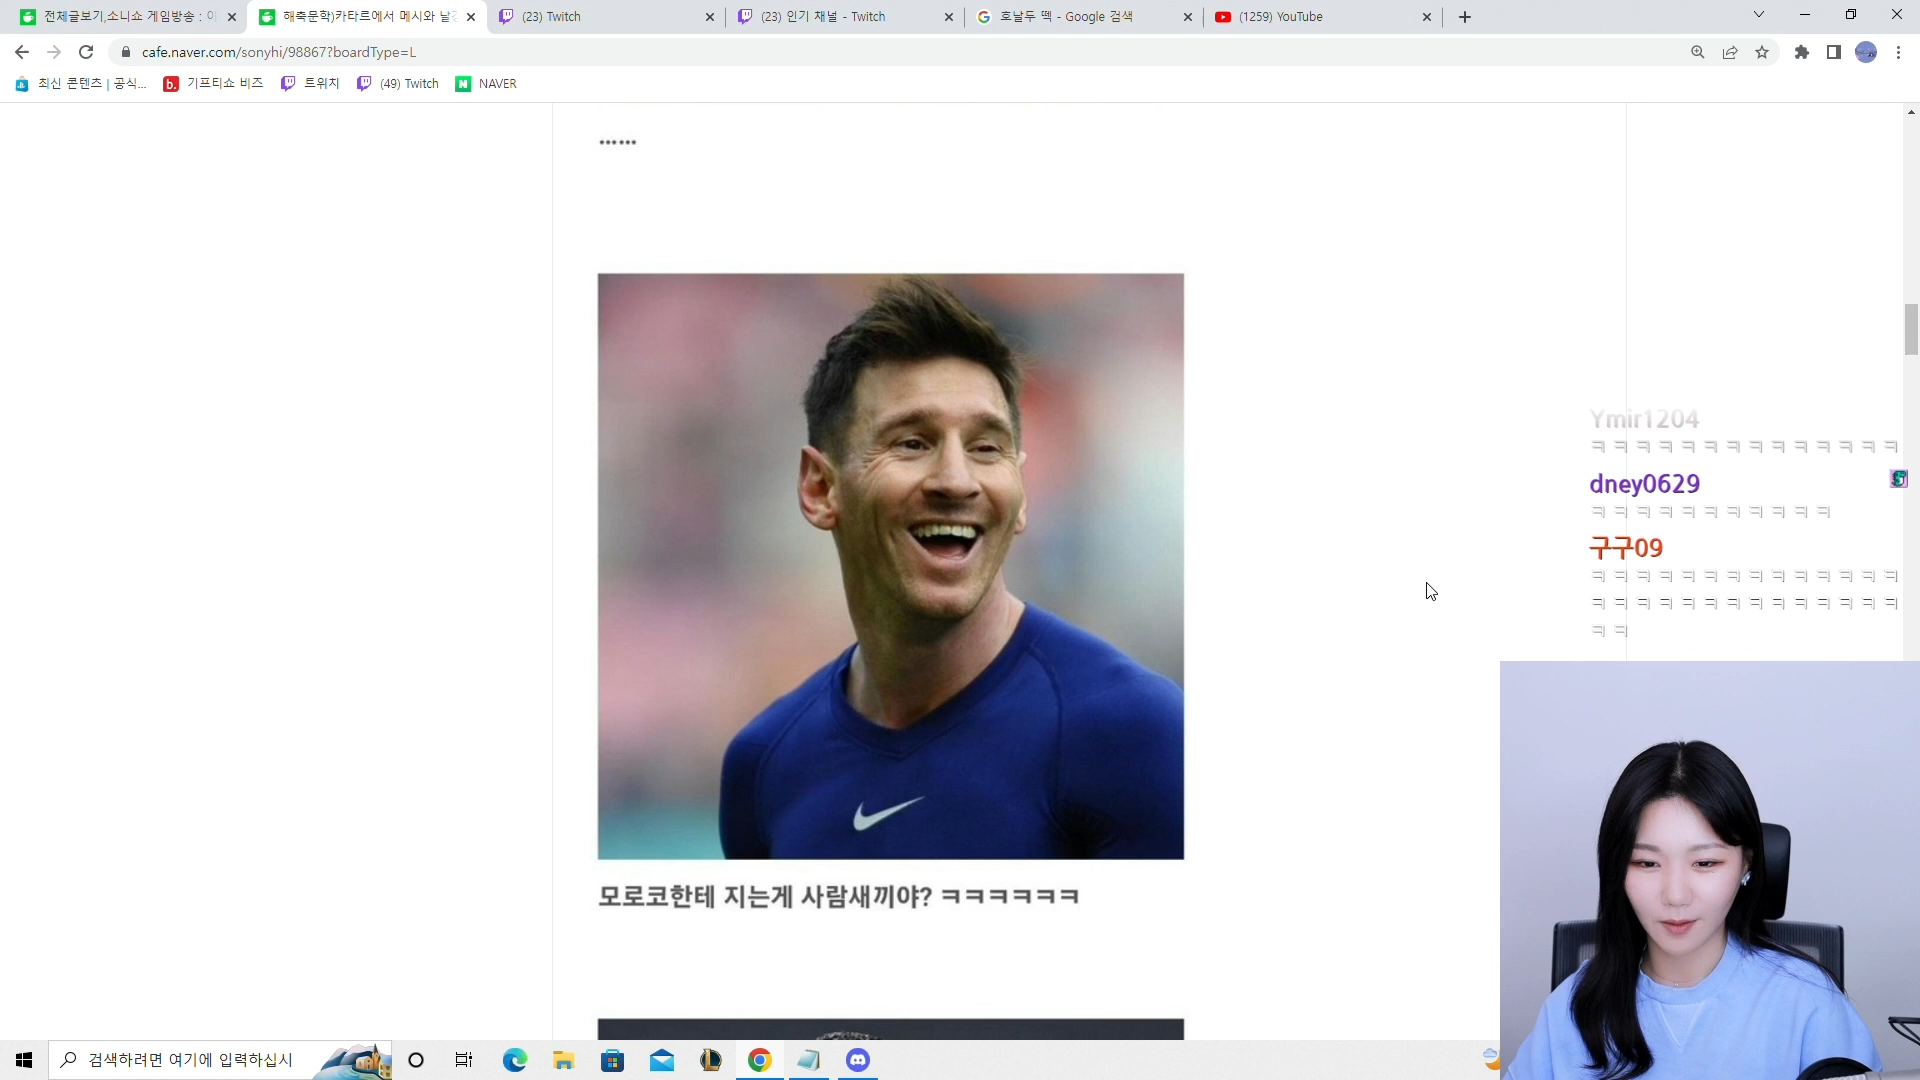 전체글보기,소니쇼 게임방송 : 이
해축문학)카타르에서 메시와 날강
(23) Twitch
(23) 인기 채널 - Twitch
호날두 떽 - Google 검색
(1259) YouTube
cafe.naver.com/sonyhi/98867?boardType=L
최신 콘텐츠 | 공식...
b.
기프티쇼 비즈
트위치
(49) Twitch
N
NAVER
······
Ymir1204
ㅋㅋㅋㅋㅋㅋㅋㅋㅋㅋㅋㅋㅋㅋ
dney0629
ㅋㅋㅋㅋㅋㅋㅋㅋㅋㅋㅋ
구구09
ㅋㅋㅋㅋㅋㅋㅋㅋㅋㅋㅋㅋㅋㅋ
ㅋㅋㅋㅋㅋㅋㅋㅋㅋㅋㅋㅋㅋㅋ
ㅋㅋ
모로코한테 지는게 사람새끼야? ㅋㅋㅋㅋㅋㅋ
검색하려면 여기에 입력하십시